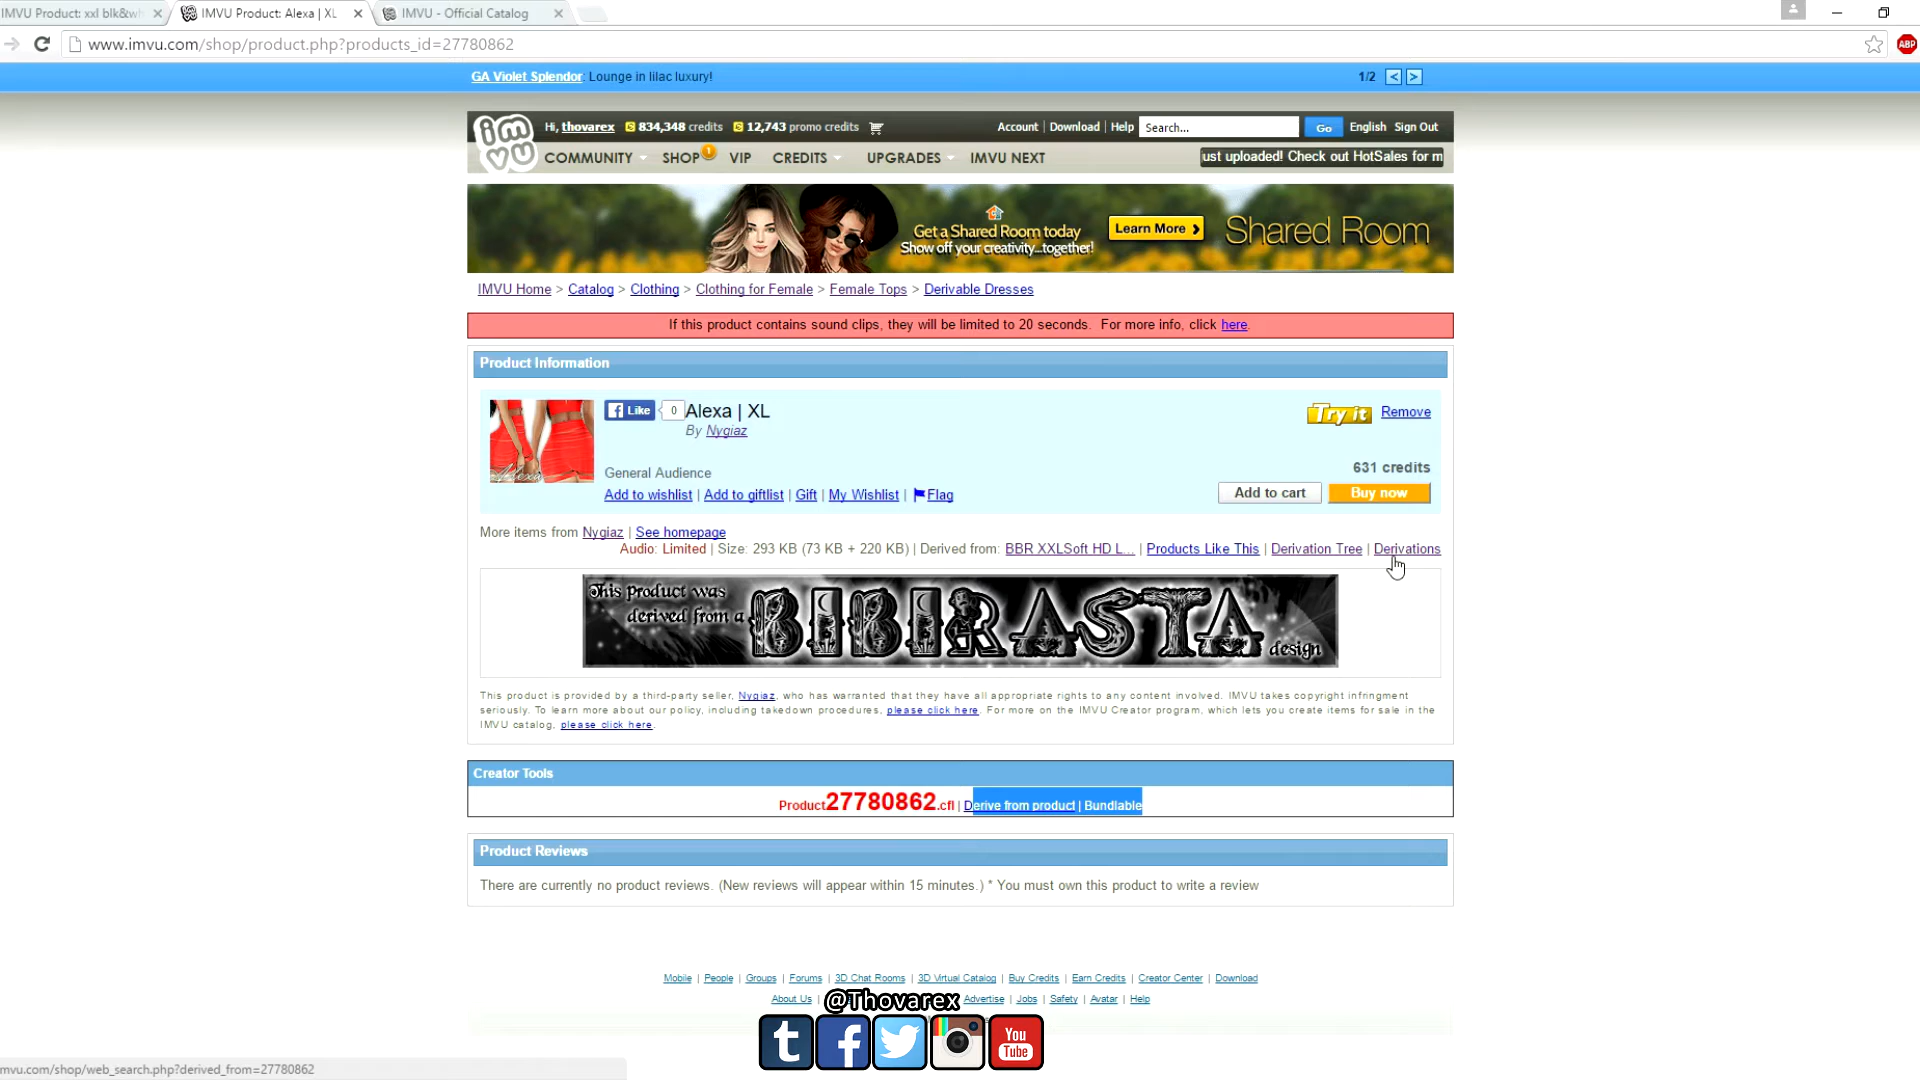 IMVU Product: xxl blk&wh
IMVU Product: Alexa | XL
IMVU - Official Catalog
www.imvu.com/shop/product.php?products_id=27780862
ABP
GA Violet Splendor: Lounge in lilac luxury!
1/2 < >
imvu
Hi, thovarex 834,348 credits 12,743 promo credits
Account | Download | Help Search... Go English Sign Out
COMMUNITY SHOP 1 VIP CREDITS UPGRADES IMVU NEXT
ust uploaded! Check out HotSales for m
Get a Shared Room today
Show off your creativity...together!
Learn More
Shared Room
IMVU Home > Catalog > Clothing > Clothing for Female > Female Tops > Derivable Dresses
If this product contains sound clips, they will be limited to 20 seconds. For more info, click here.
Product Information
Like 0 Alexa | XL
By Nygiaz
Try it Remove
Alexa
General Audience
631 credits
Add to wishlist | Add to giftlist | Gift | My Wishlist | Flag
Add to cart Buy now
More items from Nygiaz | See homepage
Audio: Limited | Size: 293 KB (73 KB + 220 KB) | Derived from: BBR XXLSoft HD L... | Products Like This | Derivation Tree | Derivations
This product was
derived from a BIBIRASTA design
This product is provided by a third-party seller, Nygiaz, who has warranted that they have all appropriate rights to any content involved. IMVU takes copyright infringment
seriously. To learn more about our policy, including takedown procedures, please click here. For more on the IMVU Creator program, which lets you create items for sale in the
IMVU catalog, please click here.
Creator Tools
Product27780862.cfl | Derive from product | Bundlable
Product Reviews
There are currently no product reviews. (New reviews will appear within 15 minutes.) * You must own this product to write a review
Mobile | People | Groups | Forums | 3D Chat Rooms | 3D Virtual Catalog | Buy Credits | Earn Credits | Creator Center | Download
About Us | Advertise | Jobs | Safety | Avatar | Help
@Thovarex
t f You Tube
mvu.com/shop/web_search.php?derived_from=27780862